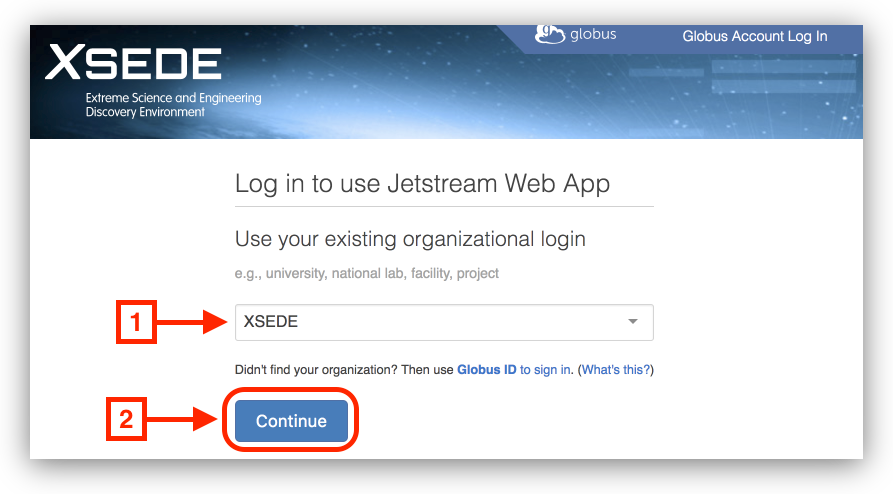 globus
Globus Account Log In
XSEDE
Extreme Science and Engineering
Discovery Environment
Log in to use Jetstream Web App
Use your existing organizational login
e.g., university, national lab, facility, project
1
XSEDE
Didn't find your organization? Then use Globus ID to sign in. (What's this?)
2
Continue